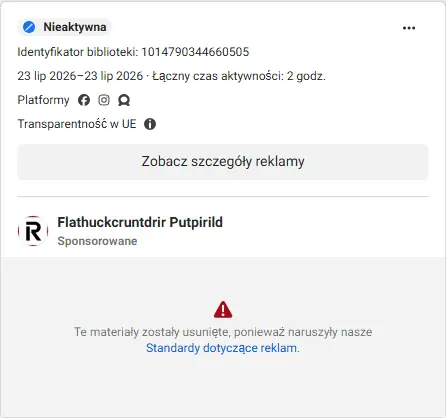 Nieaktywna
Identyfikator biblioteki: 1014790344660505
23 lip 2026–23 lip 2026 · Łączny czas aktywności: 2 godz.
Platformy
Transparentność w UE
Zobacz szczegóły reklamy
R
Flathuckcruntdrir Putpirild
Sponsorowane
Te materiały zostały usunięte, ponieważ naruszyły nasze
Standardy dotyczące reklam.